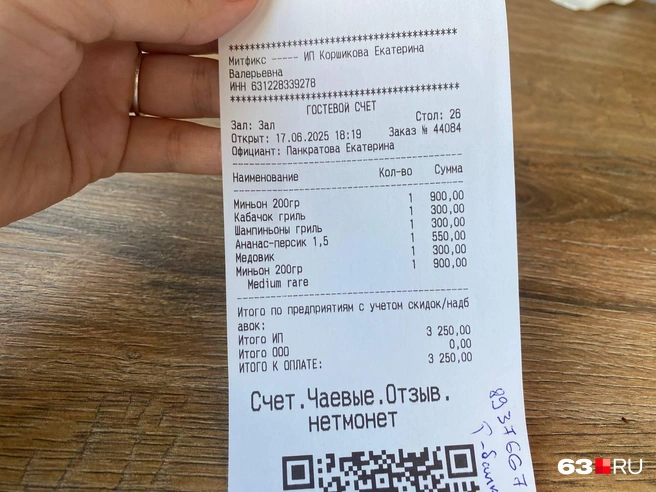 ****************************************
Митфикс ----- ИП Коршикова Екатерина
Валерьевна
ИНН 631228339278
****************************************
ГОСТЕВОЙ СЧЕТ
Зал: Зал Стол: 26
Открыт: 17.06.2025 18:19 Заказ № 44084
Официант: Панкратова Екатерина
Наименование Кол-во Сумма
Миньон 200гр 1 900,00
Кабачок гриль 1 300,00
Шампиньоны гриль 1 300,00
Ананас-персик 1,5 1 550,00
Медовик 1 300,00
Миньон 200гр 1 900,00
Medium rare
Итого по предприятиям с учетом скидок/надб
авок:
Итого ИП 3 250,00
Итого ООО 0,00
ИТОГО К ОПЛАТЕ: 3 250,00
Счет.Чаевые.Отзыв.
нетмонет
8937667
63.RU